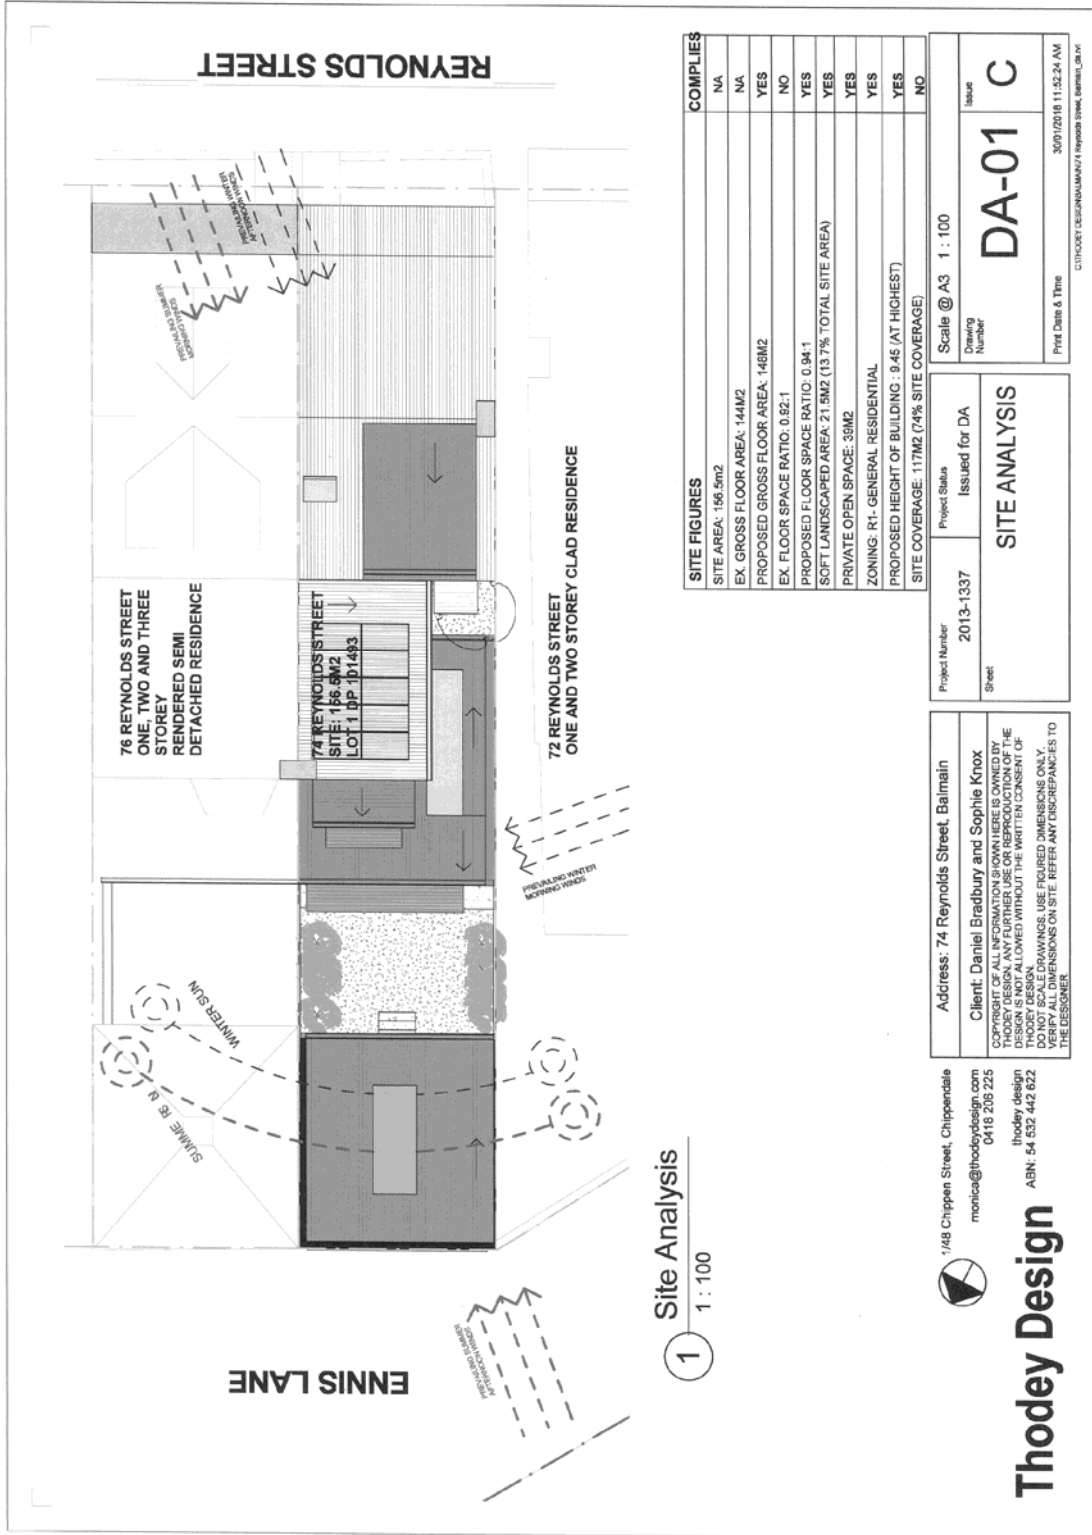 REYNOLDS STREET
PREVAILING WINTER
AFTERNOON WINDS
PREVAILING SUMMER
MORNING WINDS
76 REYNOLDS STREET
ONE, TWO AND THREE
STOREY
RENDERED SEMI
DETACHED RESIDENCE
74 REYNOLDS STREET
SITE: 156.5M2
LOT 1 DP 101493
72 REYNOLDS STREET
ONE AND TWO STOREY CLAD RESIDENCE
PREVAILING WINTER
MORNING WINDS
WINTER SUN
PREVAILING SUMMER
AFTERNOON WINDS
ENNIS LANE
1
Site Analysis
1 : 100
SITE FIGURES COMPLIES
SITE AREA: 156.5m2 NA
EX. GROSS FLOOR AREA: 144M2 NA
PROPOSED GROSS FLOOR AREA: 148M2 YES
EX. FLOOR SPACE RATIO: 0.92:1 NO
PROPOSED FLOOR SPACE RATIO: 0.94:1 YES
SOFT LANDSCAPED AREA: 21.5M2 (13.7% TOTAL SITE AREA) YES
PRIVATE OPEN SPACE: 39M2 YES
ZONING: R1- GENERAL RESIDENTIAL YES
PROPOSED HEIGHT OF BUILDING : 9.45 (AT HIGHEST) YES
SITE COVERAGE: 117M2 (74% SITE COVERAGE) NO
Thodey Design
1/48 Chippen Street, Chippendale
monica@thodeydesign.com
0418 206 225
thodey design
ABN: 54 532 442 622
Address: 74 Reynolds Street, Balmain
Client: Daniel Bradbury and Sophie Knox
COPYRIGHT OF ALL INFORMATION SHOWN HERE IS OWNED BY
THODEY DESIGN. ANY FURTHER USE OR REPRODUCTION OF THE
DESIGN IS NOT ALLOWED WITHOUT THE WRITTEN CONSENT OF
THODEY DESIGN.
DO NOT SCALE DRAWINGS. USE FIGURED DIMENSIONS ONLY.
VERIFY ALL DIMENSIONS ON SITE. REFER ANY DISCREPANCIES TO
THE DESIGNER
Project Number
2013-1337
Project Status
Issued for DA
Sheet
SITE ANALYSIS
Scale @ A3 1 : 100
Drawing
Number
DA-01
Issue
C
Print Date & Time
30/01/2018 11:52:24 AM